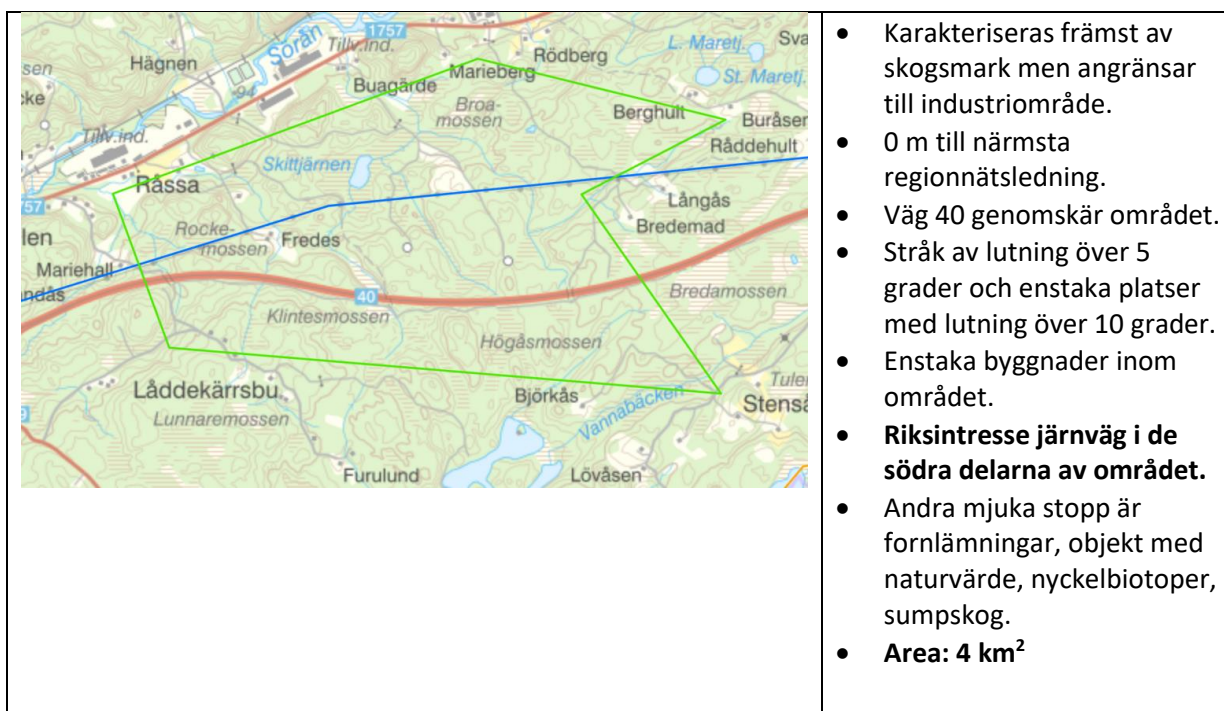 1757
Sörån
Tillv.ind.
Hägnen
Rödberg
L. Maretj.
Marieberg
St. Maretj.
Buagärde
-94
Broa-
mossen
Berghult
Buråsen
Råddehult
Tillv.ind.
Skittjärnen
Råssa
Långås
Rocke-
mossen
Fredes
Bredemad
Mariehall
40
Klintesmossen
Bredamossen
Högåsmossen
Låddekärrsbu.
Björkås
Vannabäcken
Lunnaremossen
Furulund
Lövåsen
• Karakteriseras främst av
skogsmark men angränsar
till industriområde.
• 0 m till närmsta
regionnätsledning.
• Väg 40 genomskär området.
• Stråk av lutning över 5
grader och enstaka platser
med lutning över 10 grader.
• Enstaka byggnader inom
området.
• Riksintresse järnväg i de
södra delarna av området.
• Andra mjuka stopp är
fornlämningar, objekt med
naturvärde, nyckelbiotoper,
sumpskog.
• Area: 4 km²